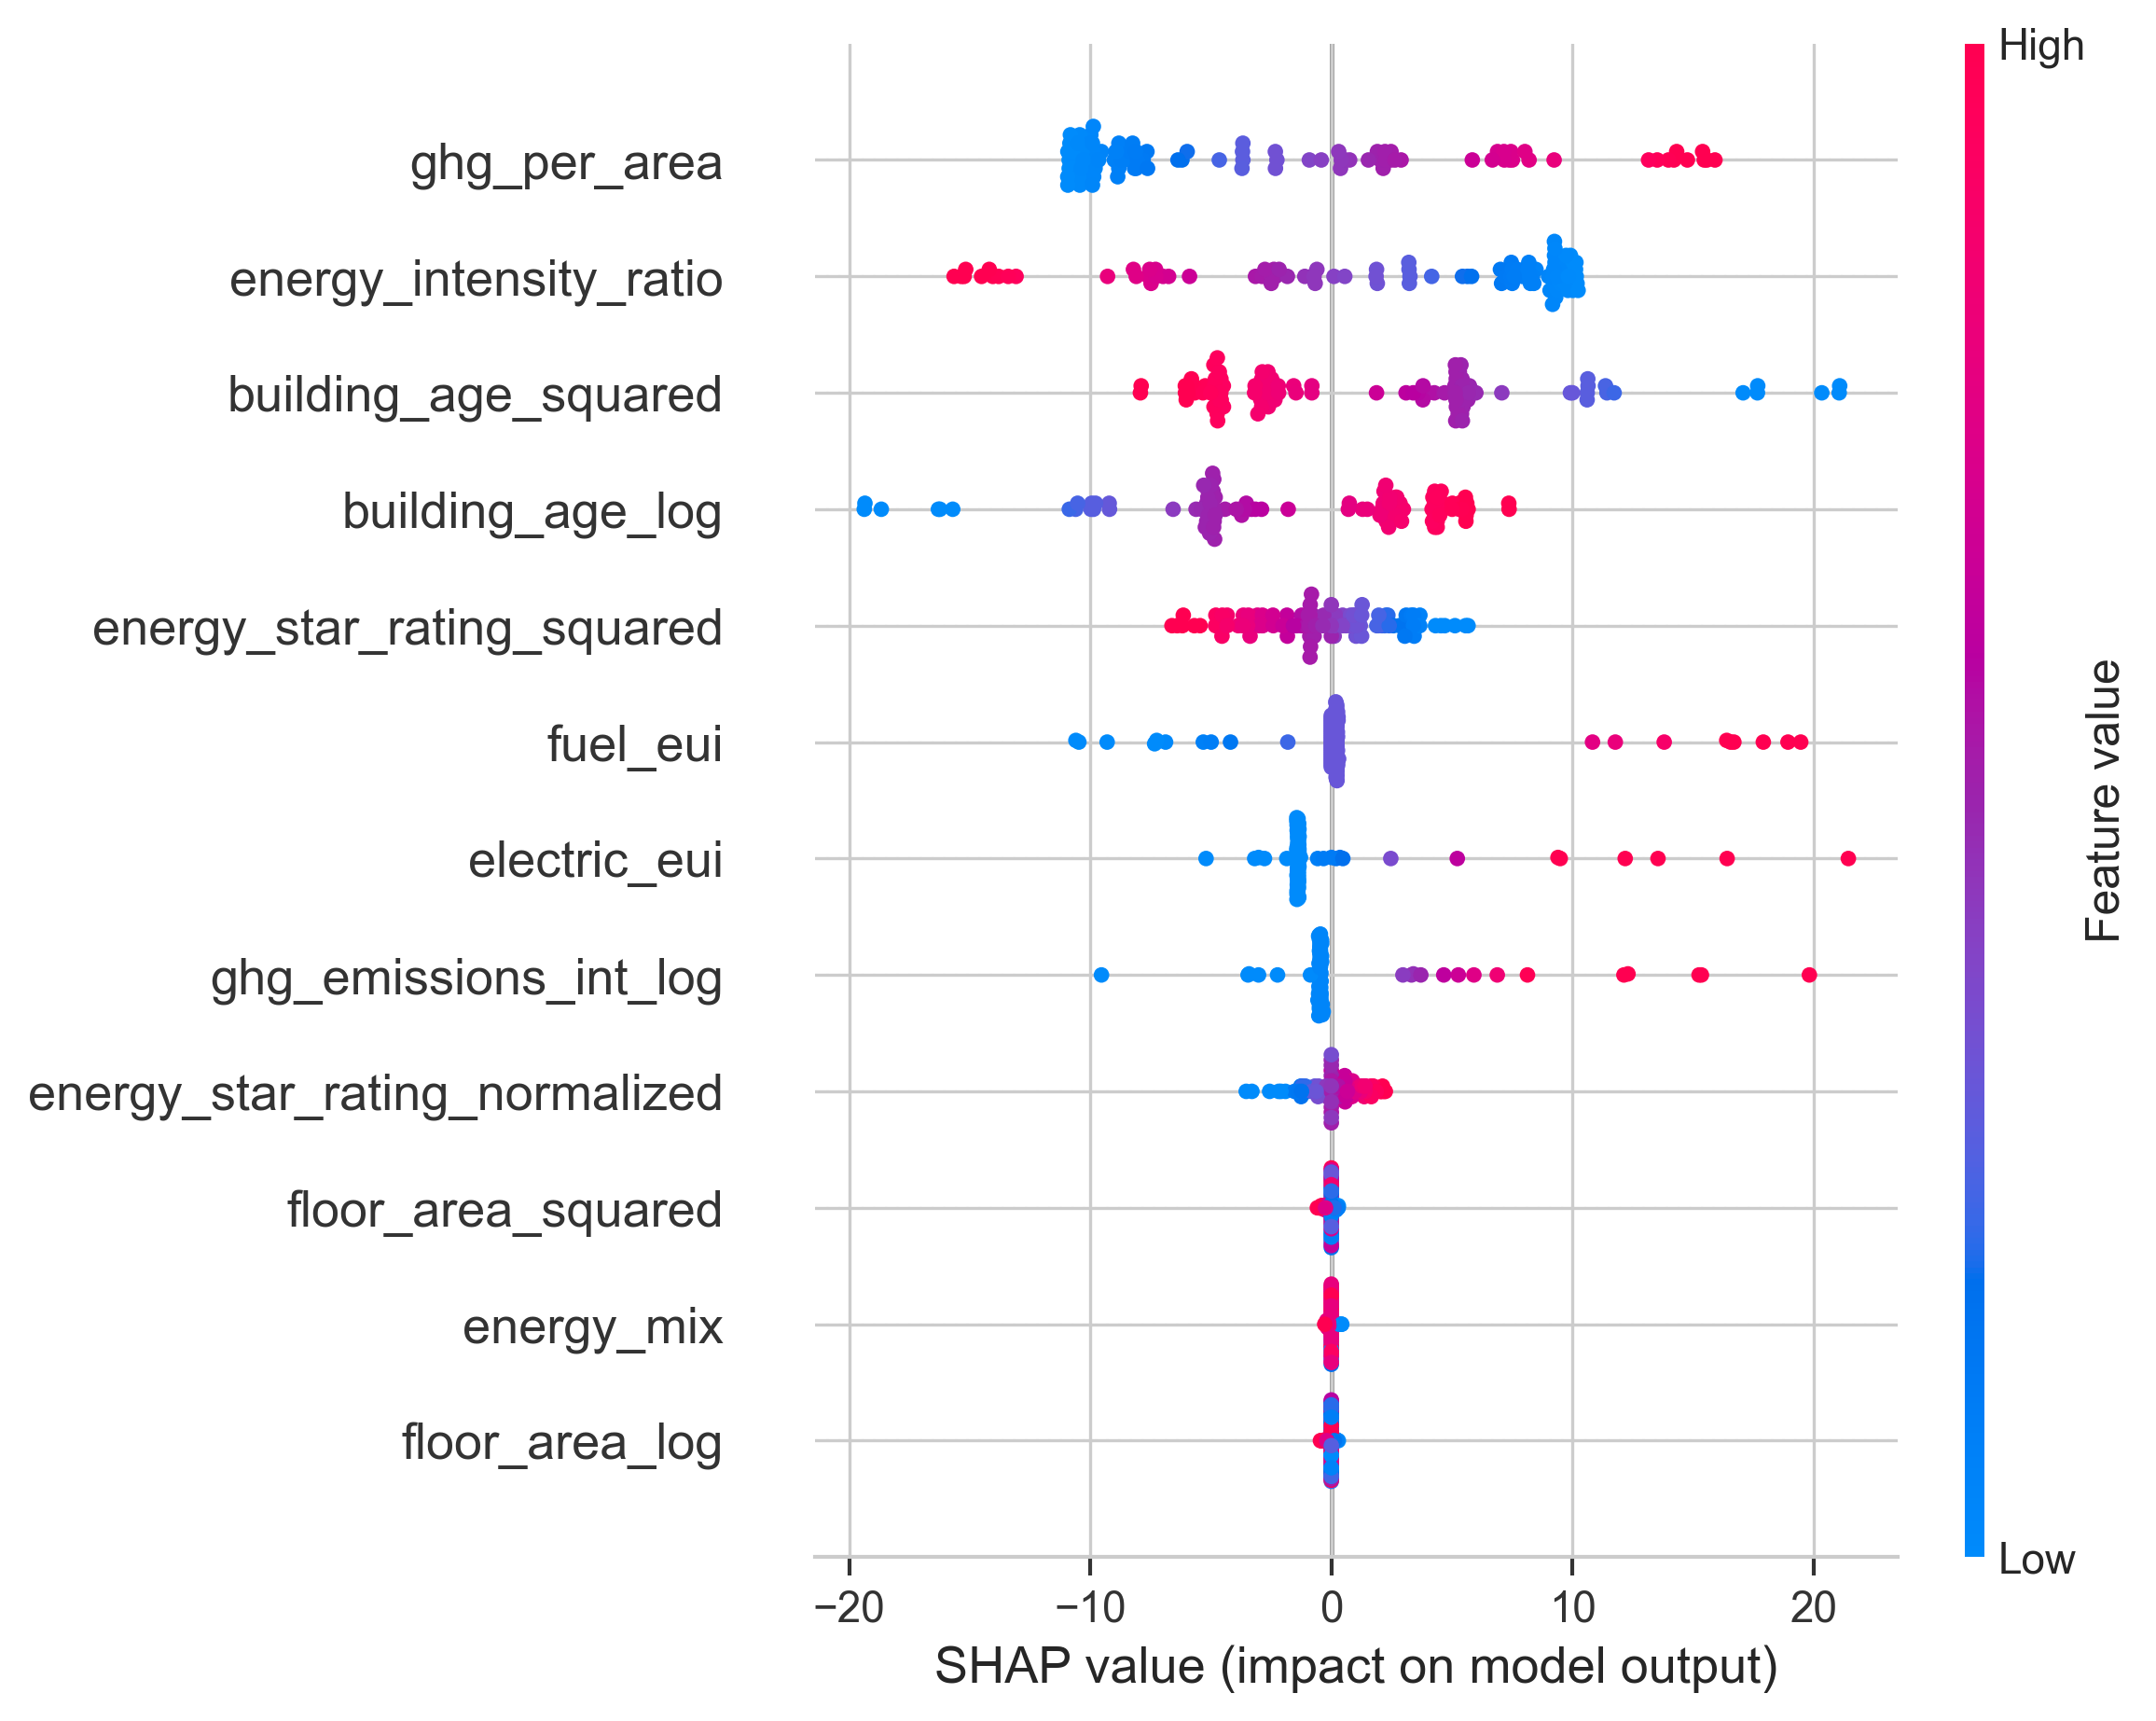 High
ghg_per_area
energy_intensity_ratio
building_age_squared
building_age_log
energy_star_rating_squared
fuel_eui
electric_eui
ghg_emissions_int_log
energy_star_rating_normalized
floor_area_squared
energy_mix
floor_area_log
Feature value
Low
−20 −10 0 10 20
SHAP value (impact on model output)